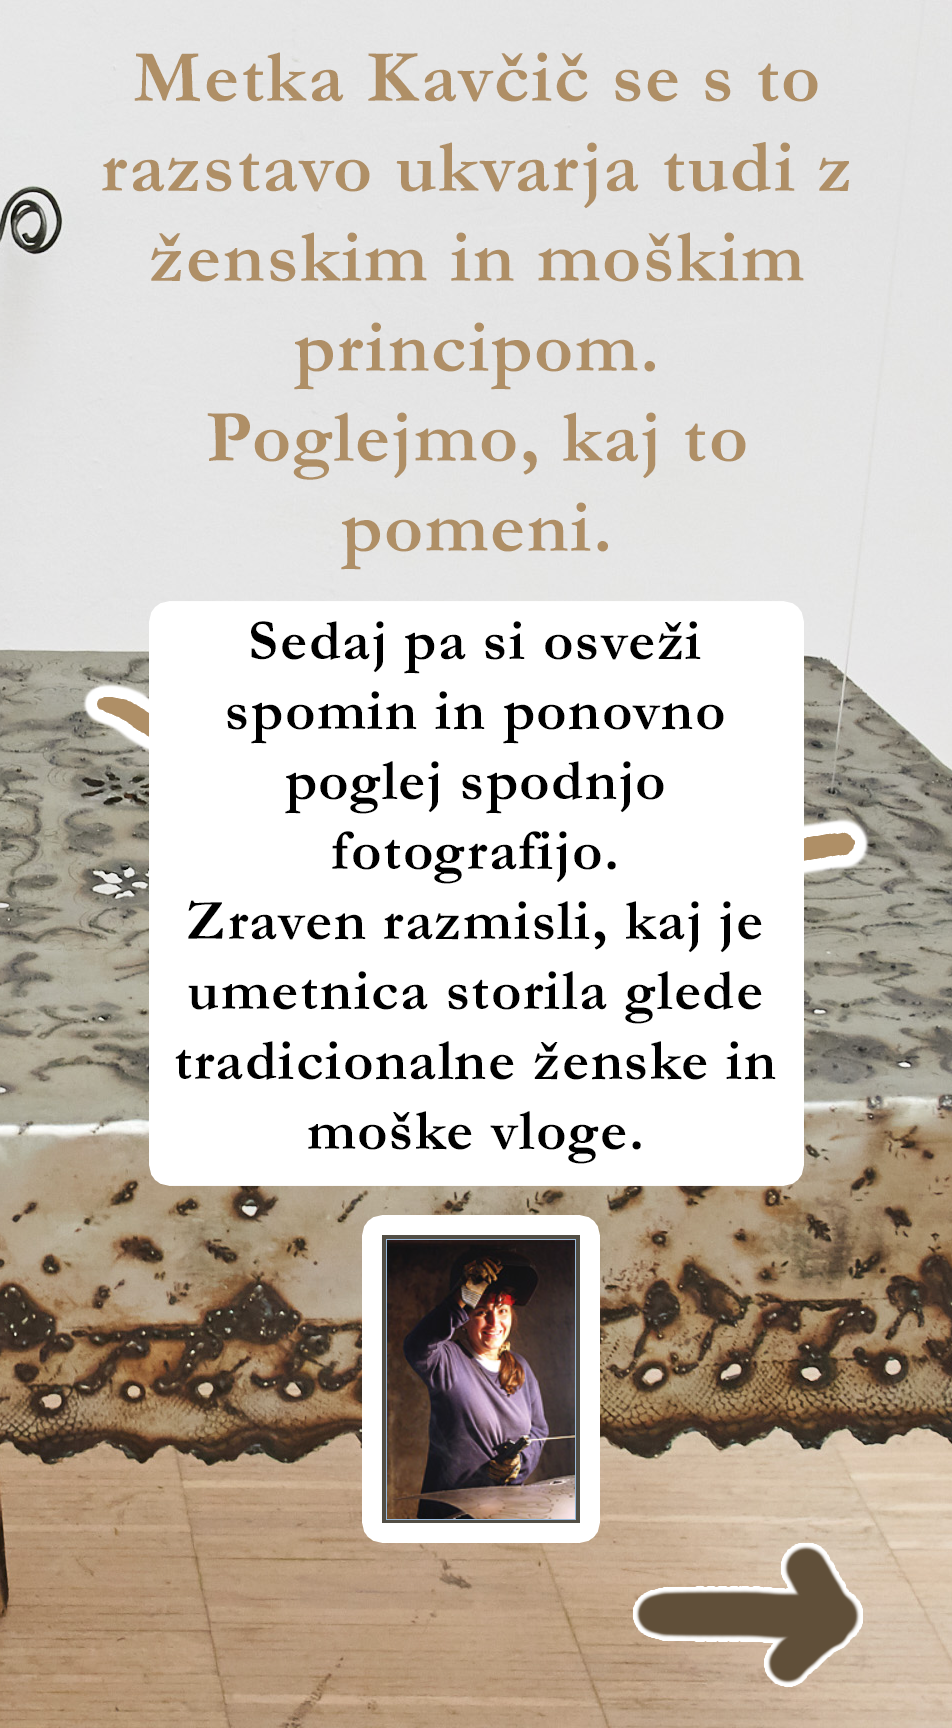 Metka Kavčič se s to
razstavo ukvarja tudi z
ženskim in moškim
principom.
Poglejmo, kaj to
pomeni.
Sedaj pa si osveži
spomin in ponovno
poglej spodnjo
fotografijo.
Zraven razmisli, kaj je
umetnica storila glede
tradicionalne ženske in
moške vloge.